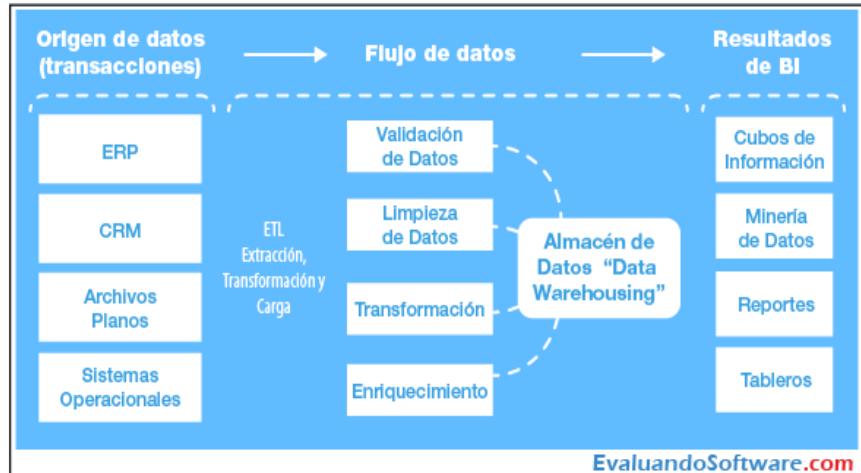 Origen de datos
(transacciones)
Flujo de datos
Resultados
de BI
ERP
CRM
Archivos
Planos
Sistemas
Operacionales
ETL
Extracción,
Transformación y
Carga
Validación
de Datos
Limpieza
de Datos
Transformación
Enriquecimiento
Almacén de
Datos “Data
Warehousing”
Cubos de
Información
Minería
de Datos
Reportes
Tableros
EvaluandoSoftware.com